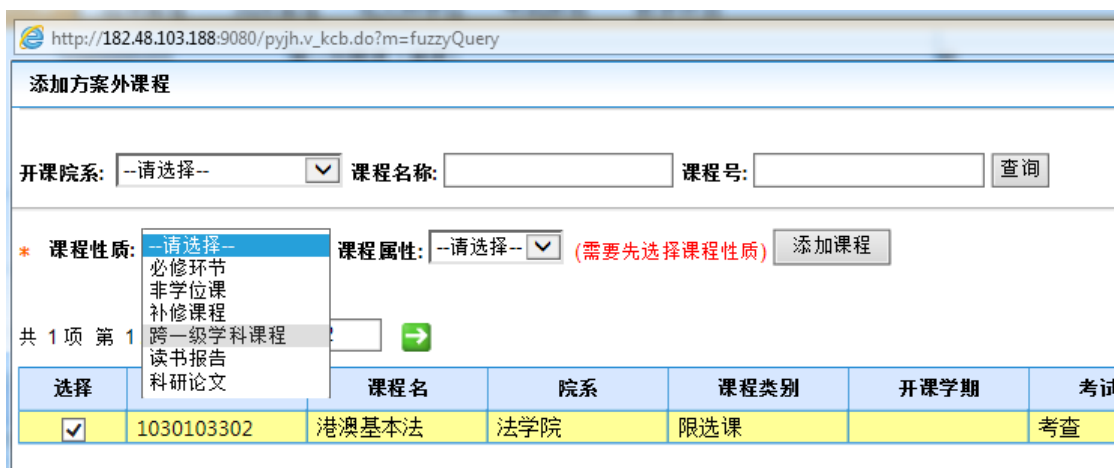 http://182.48.103.188:9080/pyjh.v_kcb.do?m=fuzzyQuery
添加方案外课程
开课院系: --请选择-- 课程名称: 课程号: 查询
* 课程性质: --请选择-- 课程属性: --请选择-- (需要先选择课程性质) 添加课程
必修环节
非学位课
补修课程
共 1项 第 1 跨一级学科课程
读书报告
科研论文
选择 课程名 院系 课程类别 开课学期 考试
1030103302 港澳基本法 法学院 限选课 考查